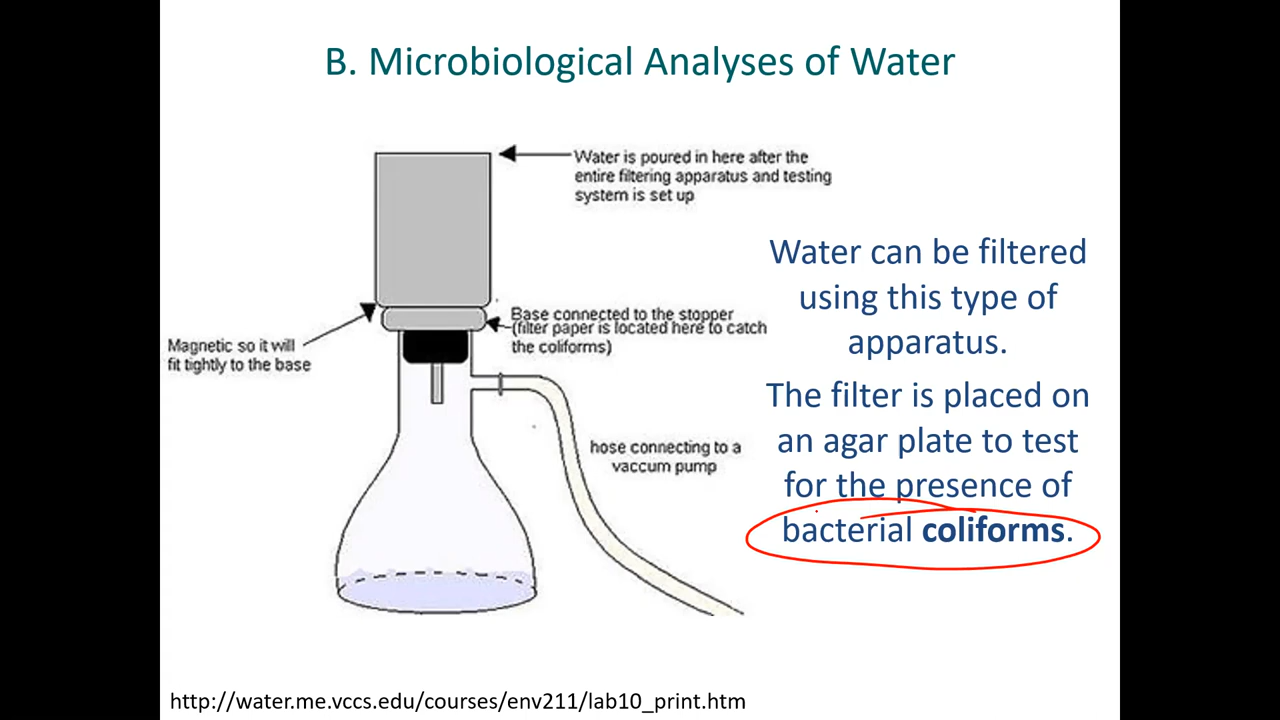 B. Microbiological Analyses of Water
Water is poured in here after the
entire filtering apparatus and testing
system is set up
Base connected to the stopper
(filter paper is located here to catch
the coliforms)
Magnetic so it will
fit tightly to the base
hose connecting to a
vaccum pump
Water can be filtered
using this type of
apparatus.
The filter is placed on
an agar plate to test
for the presence of
bacterial coliforms.
http://water.me.vccs.edu/courses/env211/lab10_print.htm